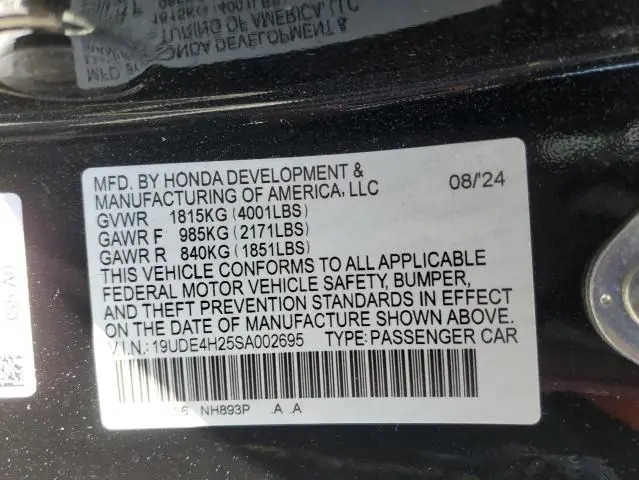 MFD. BY HONDA DEVELOPMENT &
MANUFACTURING OF AMERICA, LLC 08/'24
GVWR 1815KG (4001LBS)
GAWR F 985KG (2171LBS)
GAWR R 840KG (1851LBS)
THIS VEHICLE CONFORMS TO ALL APPLICABLE
FEDERAL MOTOR VEHICLE SAFETY, BUMPER,
AND THEFT PREVENTION STANDARDS IN EFFECT
ON THE DATE OF MANUFACTURE SHOWN ABOVE.
V.I.N.: 19UDE4H25SA002695 TYPE:PASSENGER CAR
NH893P .A .A